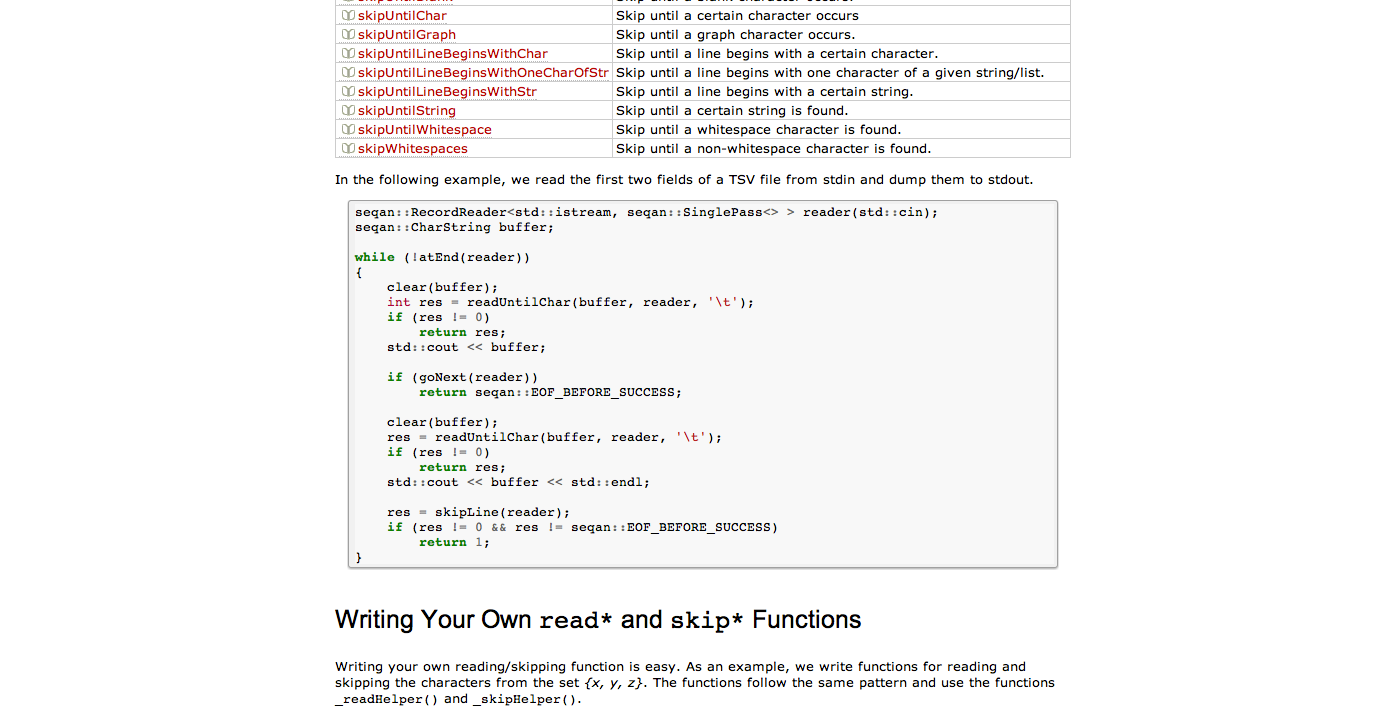 skipUntilChar Skip until a certain character occurs
skipUntilGraph Skip until a graph character occurs.
skipUntilLineBeginsWithChar Skip until a line begins with a certain character.
skipUntilLineBeginsWithOneCharOfStr Skip until a line begins with one character of a given string/list.
skipUntilLineBeginsWithStr Skip until a line begins with a certain string.
skipUntilString Skip until a certain string is found.
skipUntilWhitespace Skip until a whitespace character is found.
skipWhitespaces Skip until a non-whitespace character is found.
In the following example, we read the first two fields of a TSV file from stdin and dump them to stdout.
seqan::RecordReader<std::istream, seqan::SinglePass<> > reader(std::cin);
seqan::CharString buffer;
while (!atEnd(reader))
{
    clear(buffer);
    int res = readUntilChar(buffer, reader, '\t');
    if (res != 0)
        return res;
    std::cout << buffer;
    if (goNext(reader))
        return seqan::EOF_BEFORE_SUCCESS;
    clear(buffer);
    res = readUntilChar(buffer, reader, '\t');
    if (res != 0)
        return res;
    std::cout << buffer << std::endl;
    res = skipLine(reader);
    if (res != 0 && res != seqan::EOF_BEFORE_SUCCESS)
        return 1;
}
Writing Your Own read* and skip* Functions
Writing your own reading/skipping function is easy. As an example, we write functions for reading and
skipping the characters from the set {x, y, z}. The functions follow the same pattern and use the functions
_readHelper() and _skipHelper().